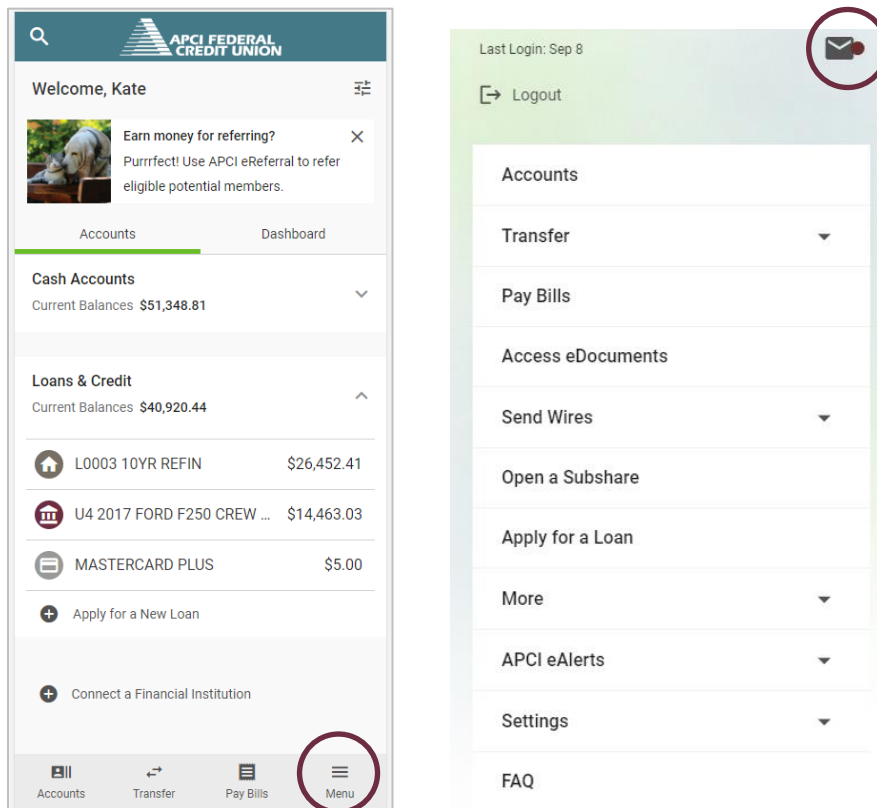 APCI FEDERAL
CREDIT UNION
Welcome, Kate
Earn money for referring?
Purrrfect! Use APCI eReferral to refer
eligible potential members.
Accounts
Dashboard
Cash Accounts
Current Balances $51,348.81
Loans & Credit
Current Balances $40,920.44
L0003 10YR REFIN $26,452.41
U4 2017 FORD F250 CREW ... $14,463.03
MASTERCARD PLUS $5.00
Apply for a New Loan
Connect a Financial Institution
Accounts Transfer Pay Bills Menu
Last Login: Sep 8
Logout
Accounts
Transfer
Pay Bills
Access eDocuments
Send Wires
Open a Subshare
Apply for a Loan
More
APCI eAlerts
Settings
FAQ